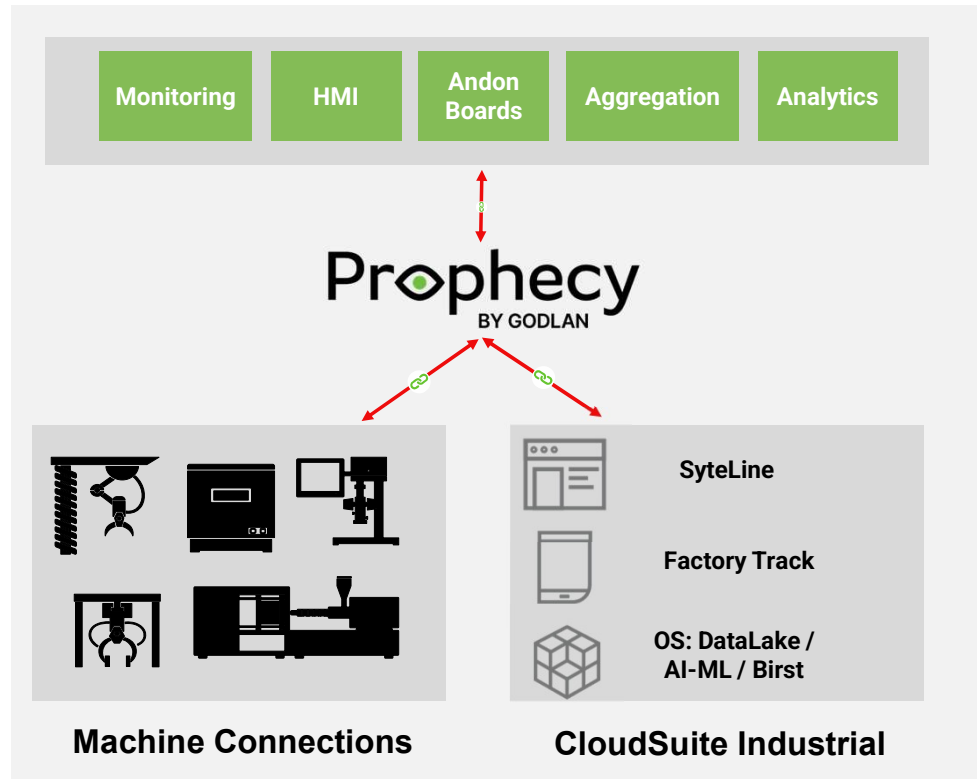 Monitoring
HMI
Andon
Boards
Aggregation
Analytics
Prophecy
BY GODLAN
SyteLine
Factory Track
OS: DataLake /
AI-ML / Birst
Machine Connections
CloudSuite Industrial